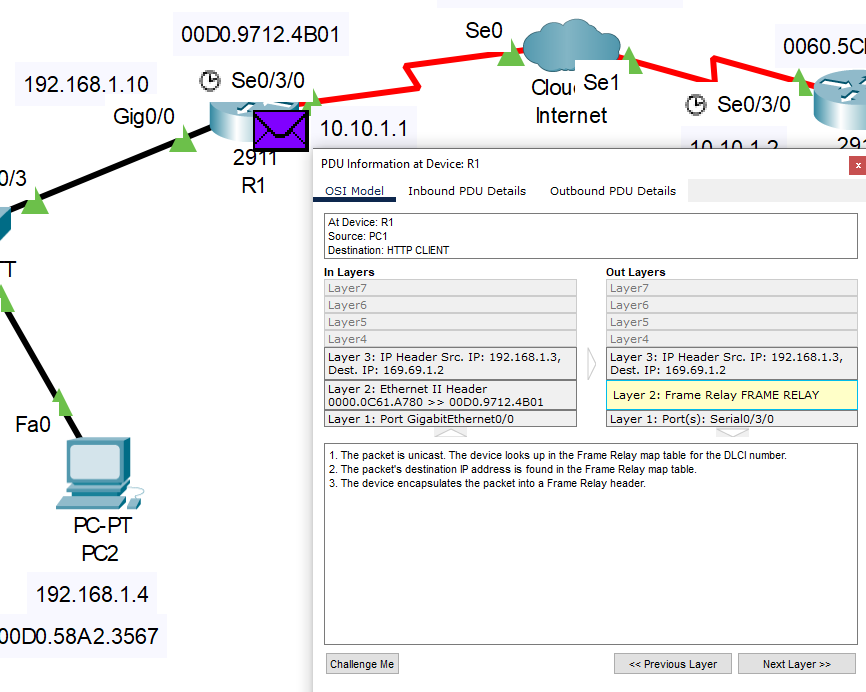 00D0.9712.4B01
Se0
0060.5C
192.168.1.10
Se0/3/0
Se1
Se0/3/0
Gig0/0
Internet
10.10.1.1
10.10.1.2
2911
R1
0/3
PDU Information at Device: R1
x
OSI Model
Inbound PDU Details
Outbound PDU Details
At Device: R1
Source: PC1
Destination: HTTP CLIENT
In Layers
Out Layers
Layer7
Layer7
Layer6
Layer6
Layer5
Layer5
Layer4
Layer4
Layer 3: IP Header Src. IP: 192.168.1.3,
Dest. IP: 169.69.1.2
Layer 3: IP Header Src. IP: 192.168.1.3,
Dest. IP: 169.69.1.2
Layer 2: Ethernet II Header
0000.0C61.A780 >> 00D0.9712.4B01
Layer 2: Frame Relay FRAME RELAY
Layer 1: Port GigabitEthernet0/0
Layer 1: Port(s): Serial0/3/0
1. The packet is unicast. The device looks up in the Frame Relay map table for the DLCI number.
2. The packet's destination IP address is found in the Frame Relay map table.
3. The device encapsulates the packet into a Frame Relay header.
Challenge Me
<< Previous Layer
Next Layer >>
Fa0
PC-PT
PC2
192.168.1.4
00D0.58A2.3567